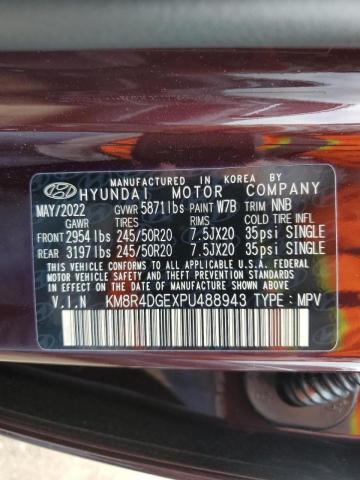 MANUFACTURED IN KOREA BY
HYUNDAI MOTOR COMPANY
MAY/2022 GVWR 5871 lbs PAINT W7B TRIM NNB
GAWR TIRES RIMS COLD TIRE INFL
FRONT 2954 lbs 245/50R20 7.5JX20 35psi SINGLE
REAR 3197 lbs 245/50R20 7.5JX20 35psi SINGLE
THIS VEHICLE CONFORMS TO ALL APPLICABLE U.S.A. FEDERAL
MOTOR VEHICLE SAFETY AND THEFT PREVENTION STANDARDS IN
EFFECT ON THE DATE OF MANUFACTURE SHOWN ABOVE.
V.I.N KM8R4DGEXPU488943 TYPE : MPV